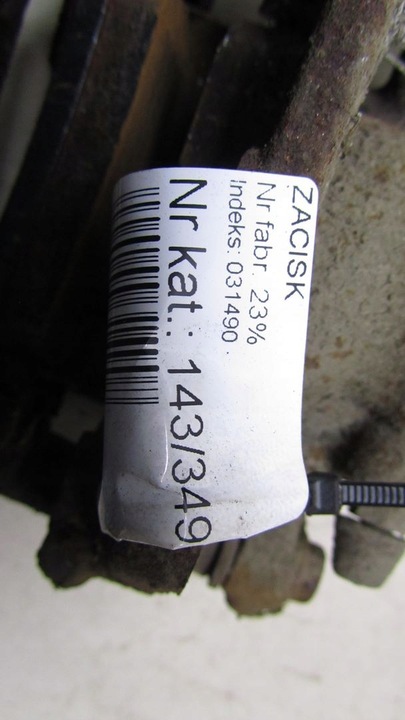 ZACISK
Nr fabr. 23%
Indeks: 031490
Nr kat.: 143/349